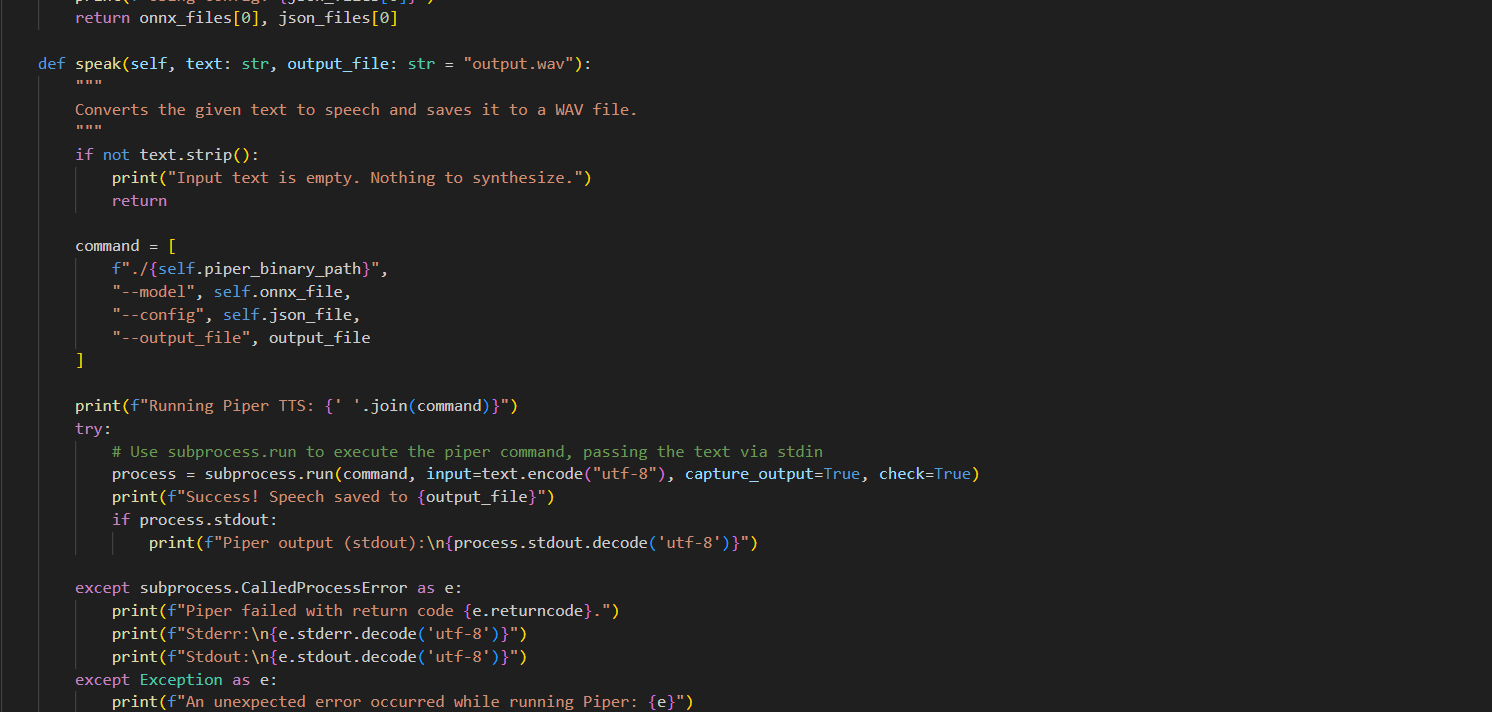 return onnx_files[0], json_files[0]
def speak(self, text: str, output_file: str = "output.wav"):
"""
Converts the given text to speech and saves it to a WAV file.
"""
if not text.strip():
print("Input text is empty. Nothing to synthesize.")
return
command = [
f"./{self.piper_binary_path}",
"--model", self.onnx_file,
"--config", self.json_file,
"--output_file", output_file
]
print(f"Running Piper TTS: {' '.join(command)}")
try:
# Use subprocess.run to execute the piper command, passing the text via stdin
process = subprocess.run(command, input=text.encode("utf-8"), capture_output=True, check=True)
print(f"Success! Speech saved to {output_file}")
if process.stdout:
print(f"Piper output (stdout):\n{process.stdout.decode('utf-8')}")
except subprocess.CalledProcessError as e:
print(f"Piper failed with return code {e.returncode}.")
print(f"Stderr:\n{e.stderr.decode('utf-8')}")
print(f"Stdout:\n{e.stdout.decode('utf-8')}")
except Exception as e:
print(f"An unexpected error occurred while running Piper: {e}")